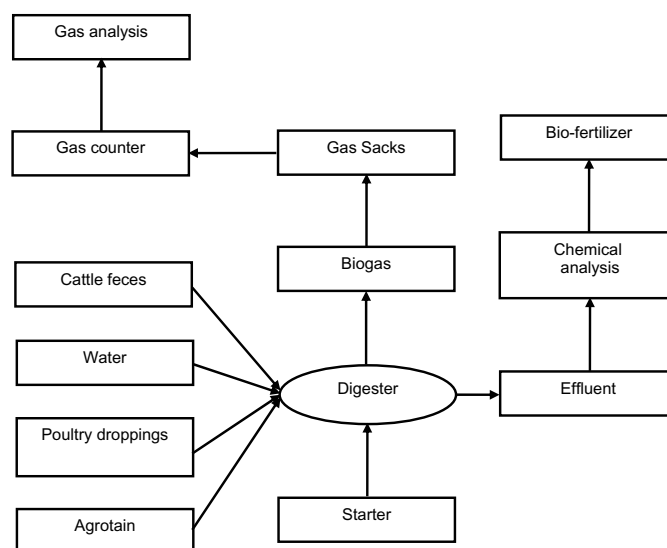 Gas analysis
Gas counter
Gas Sacks
Bio-fertilizer
Biogas
Chemical
analysis
Cattle feces
Water
Digester
Effluent
Poultry droppings
Agrotain
Starter